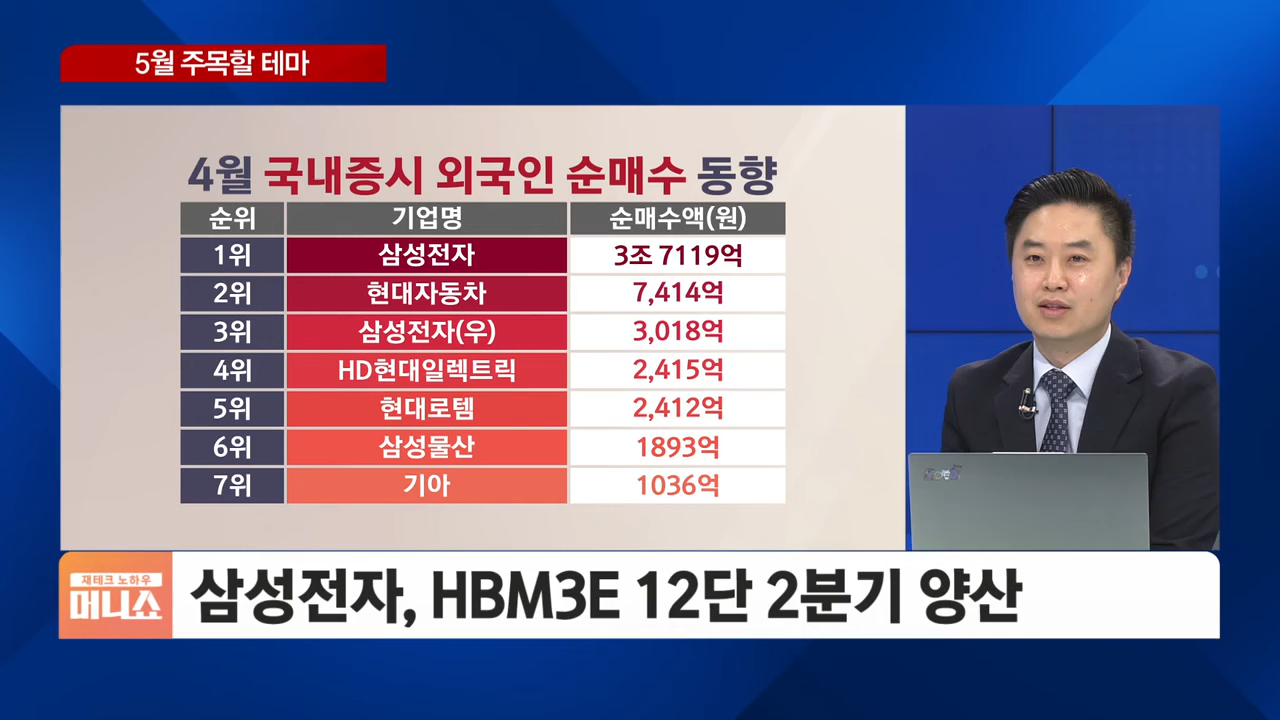 5월 주목할 테마
4월 국내증시 외국인 순매수 동향
순위 기업명 순매수액(원)
1위 삼성전자 3조 7119억
2위 현대자동차 7,414억
3위 삼성전자(우) 3,018억
4위 HD현대일렉트릭 2,415억
5위 현대로템 2,412억
6위 삼성물산 1893억
7위 기아 1036억
재테크 노하우
머니쇼
삼성전자, HBM3E 12단 2분기 양산